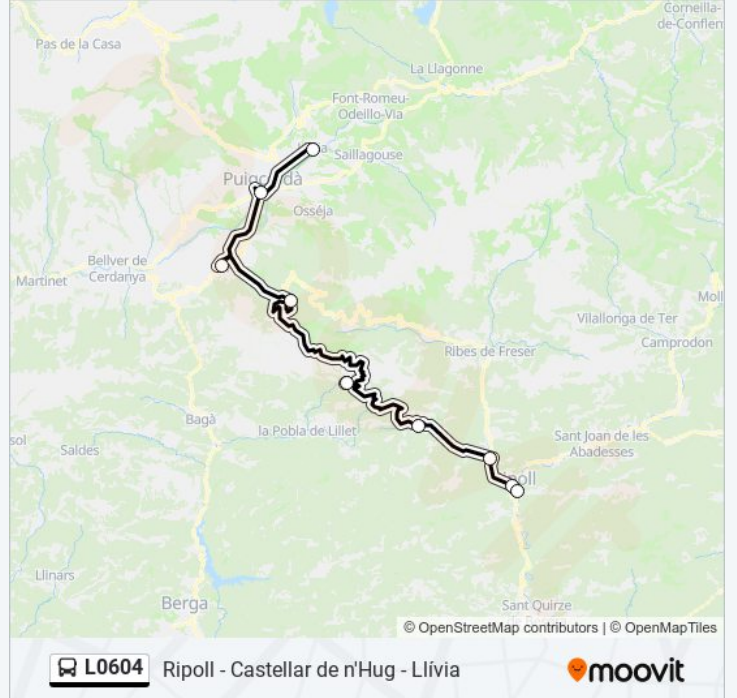 Corneilla-
de-Conflen
Pas de la Casa
La Llagonne
Font-Romeu-
Odeillo-Via
Saillagouse
Osséja
Bellver de
Cerdanya
Martinet
Vilallonga de Ter
Camprodon
Ribes de Freser
Bagà
la Pobla de Lillet
Saldes
Sant Joan de les
Abadesses
Llinars
Berga
Sant Quirze
© OpenStreetMap contributors | © OpenMapTiles
L0604 Ripoll - Castellar de n'Hug - Llívia
moovit